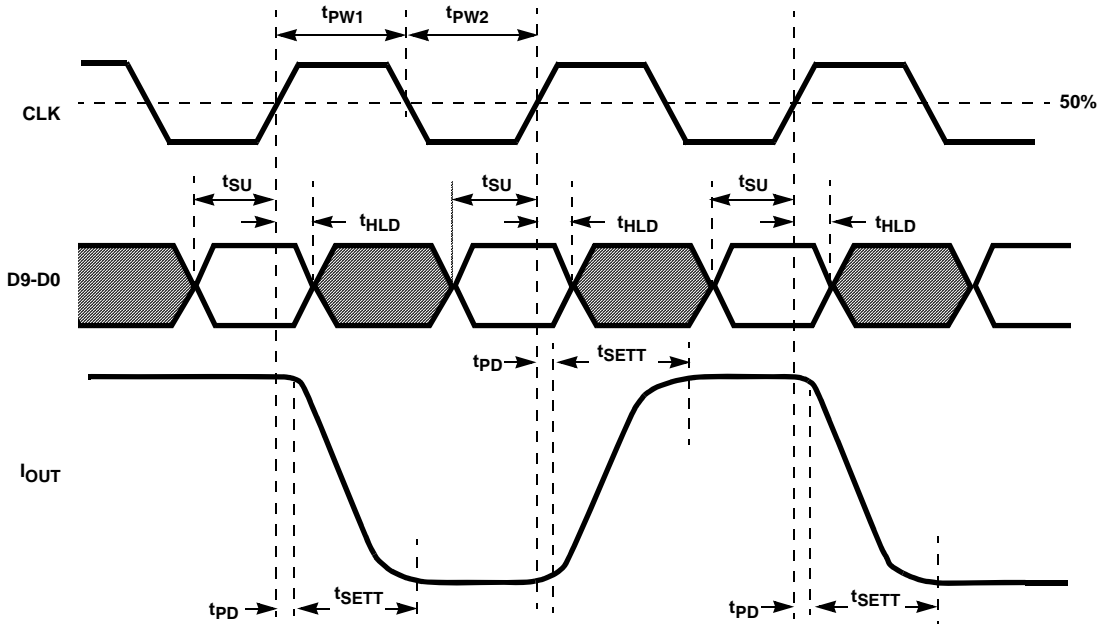 tPW1 tPW2
CLK
50%
tSU tSU tSU
tHLD tHLD tHLD
D9-D0
tPD tSETT
IOUT
tPD tSETT tPD tSETT